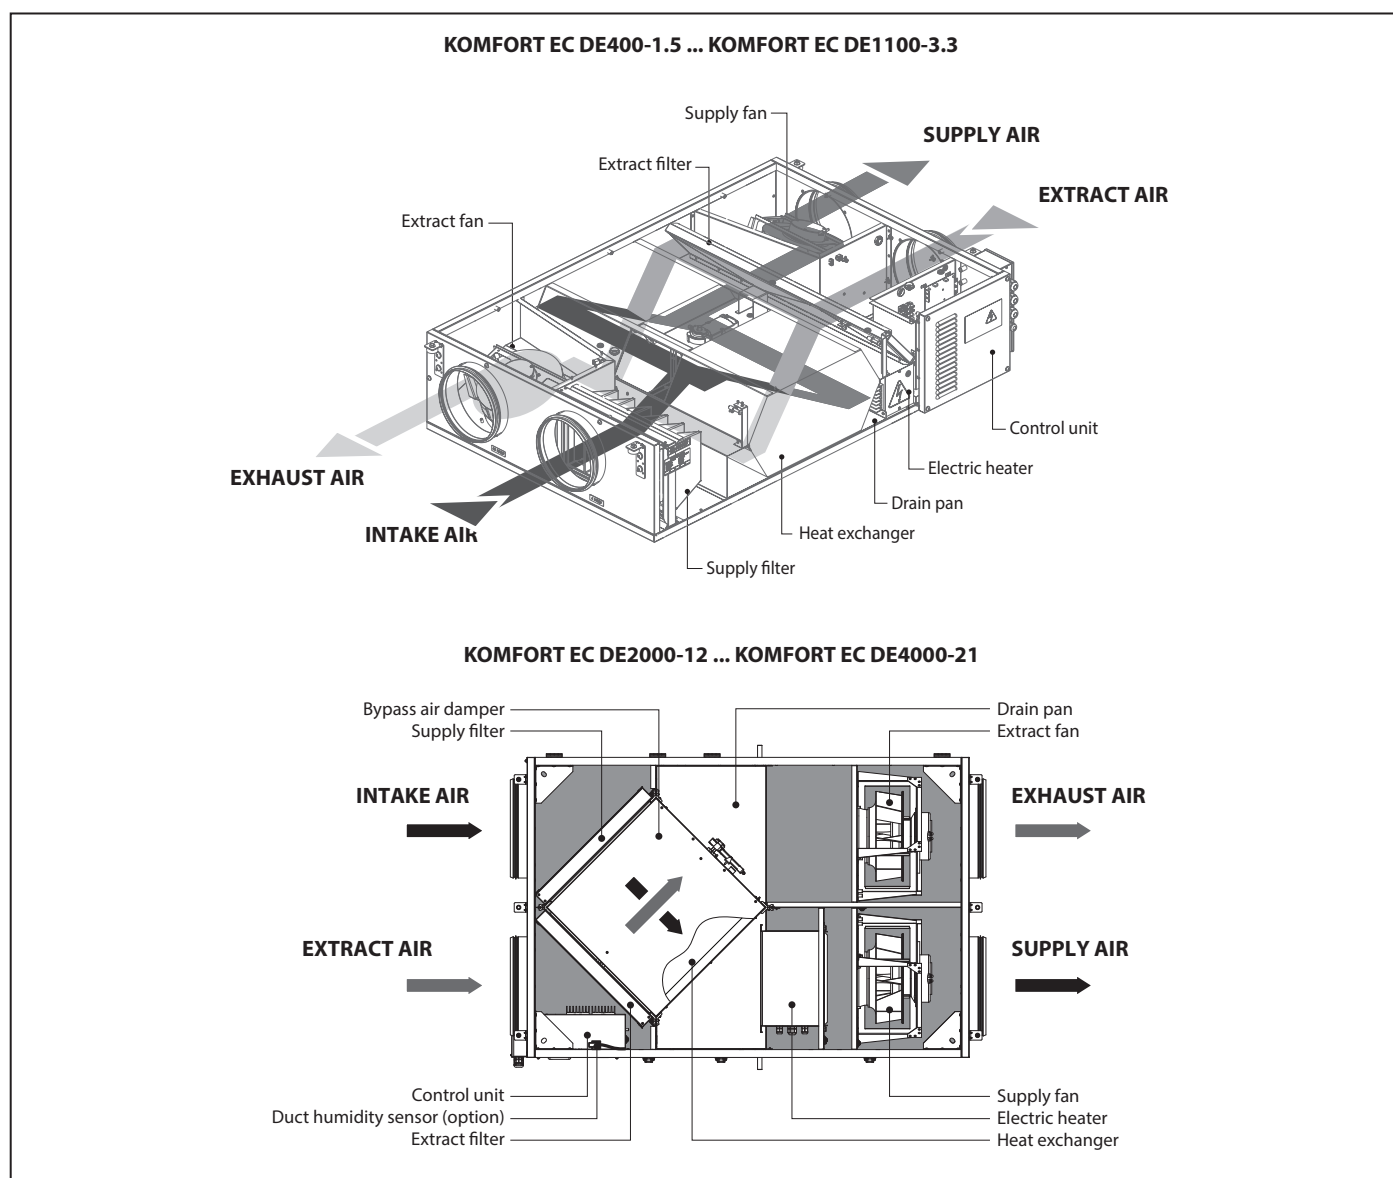 KOMFORT EC DE400-1.5 ... KOMFORT EC DE1100-3.3
Supply fan
SUPPLY AIR
Extract filter
EXTRACT AIR
Extract fan
Control unit
EXHAUST AIR
Electric heater
Drain pan
INTAKE AIR
Heat exchanger
Supply filter
KOMFORT EC DE2000-12 ... KOMFORT EC DE4000-21
Bypass air damper
Drain pan
Supply filter
Extract fan
INTAKE AIR
EXHAUST AIR
EXTRACT AIR
SUPPLY AIR
Control unit
Supply fan
Duct humidity sensor (option)
Electric heater
Extract filter
Heat exchanger